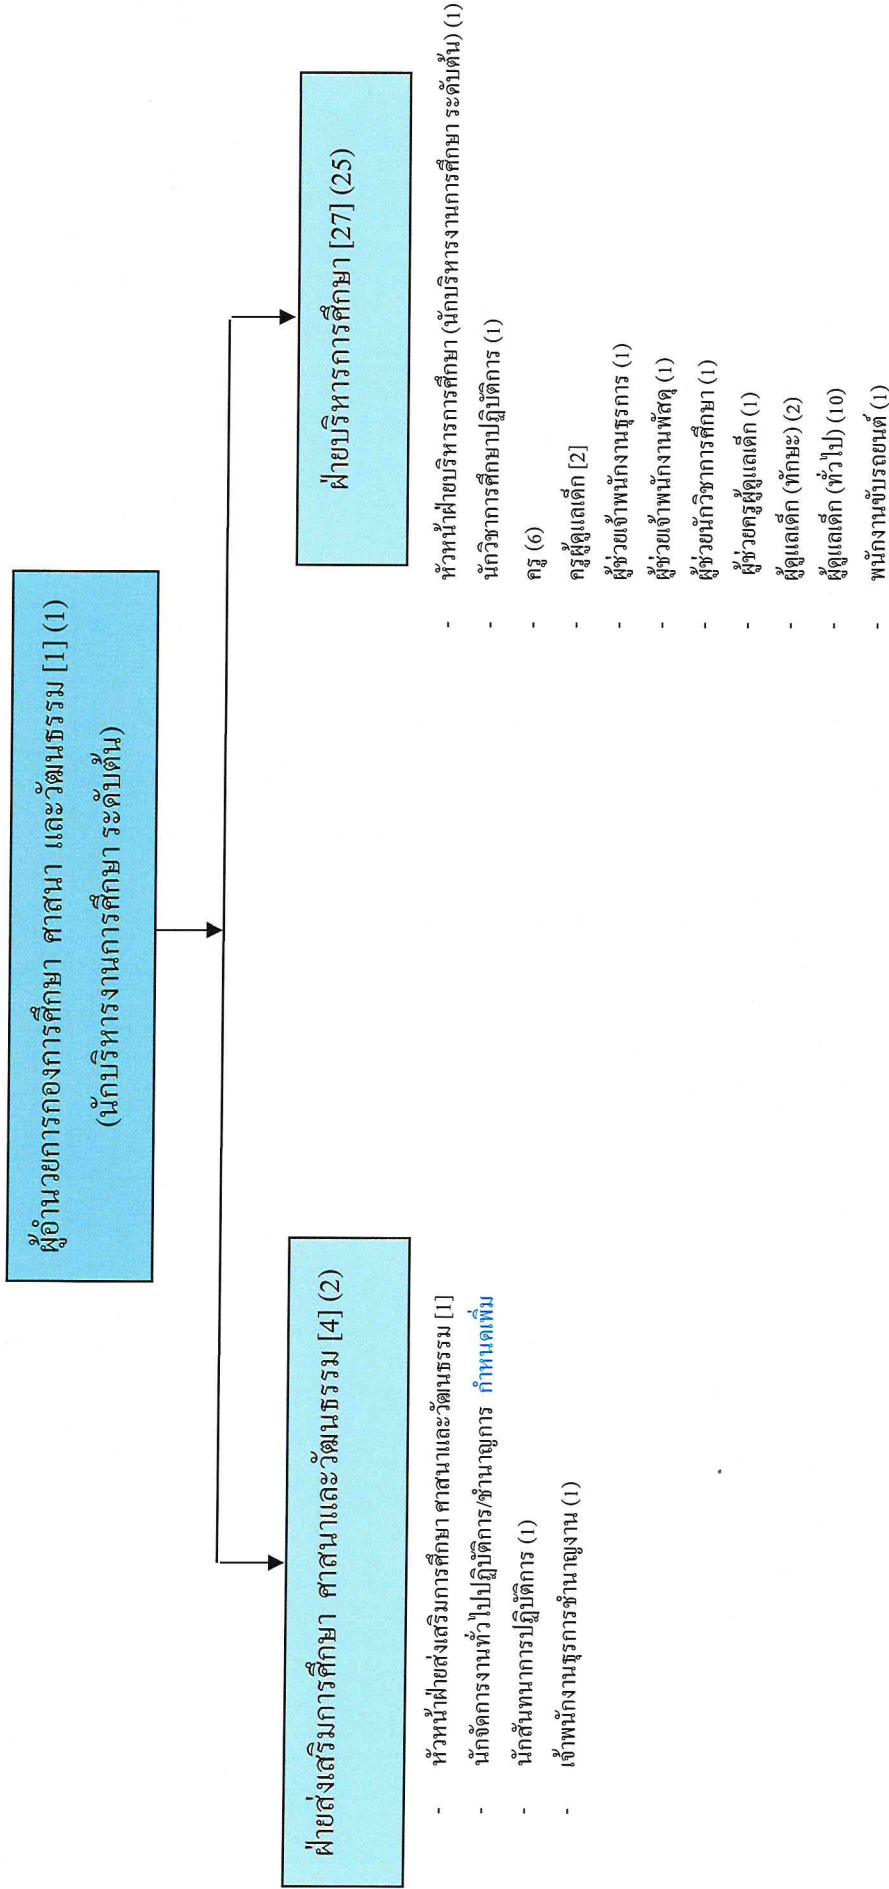 ผู้อำนวยการกองการศึกษา ศาสนา และวัฒนธรรม [1] (1)
(นักบริหารงานการศึกษา ระดับต้น)
ฝ่ายส่งเสริมการศึกษา ศาสนาและวัฒนธรรม [4] (2)
- หัวหน้าฝ่ายส่งเสริมการศึกษา ศาสนาและวัฒนธรรม [1]
- นักจัดการงานทั่วไปปฏิบัติการ/ชำนาญการ กำหนดเพิ่ม
- นักสันทนาการปฏิบัติการ (1)
- เจ้าพนักงานธุรการชำนาญงาน (1)
ฝ่ายบริหารการศึกษา [27] (25)
- หัวหน้าฝ่ายบริหารการศึกษา (นักบริหารงานการศึกษา ระดับต้น) (1)
- นักวิชาการศึกษาปฏิบัติการ (1)
- ครู (6)
- ครูผู้ดูแลเด็ก [2]
- ผู้ช่วยเจ้าพนักงานธุรการ (1)
- ผู้ช่วยเจ้าพนักงานพัสดุ (1)
- ผู้ช่วยนักวิชาการศึกษา (1)
- ผู้ช่วยครูผู้ดูแลเด็ก (1)
- ผู้ดูแลเด็ก (ทักษะ) (2)
- ผู้ดูแลเด็ก (ทั่วไป) (10)
- พนักงานขับรถยนต์ (1)